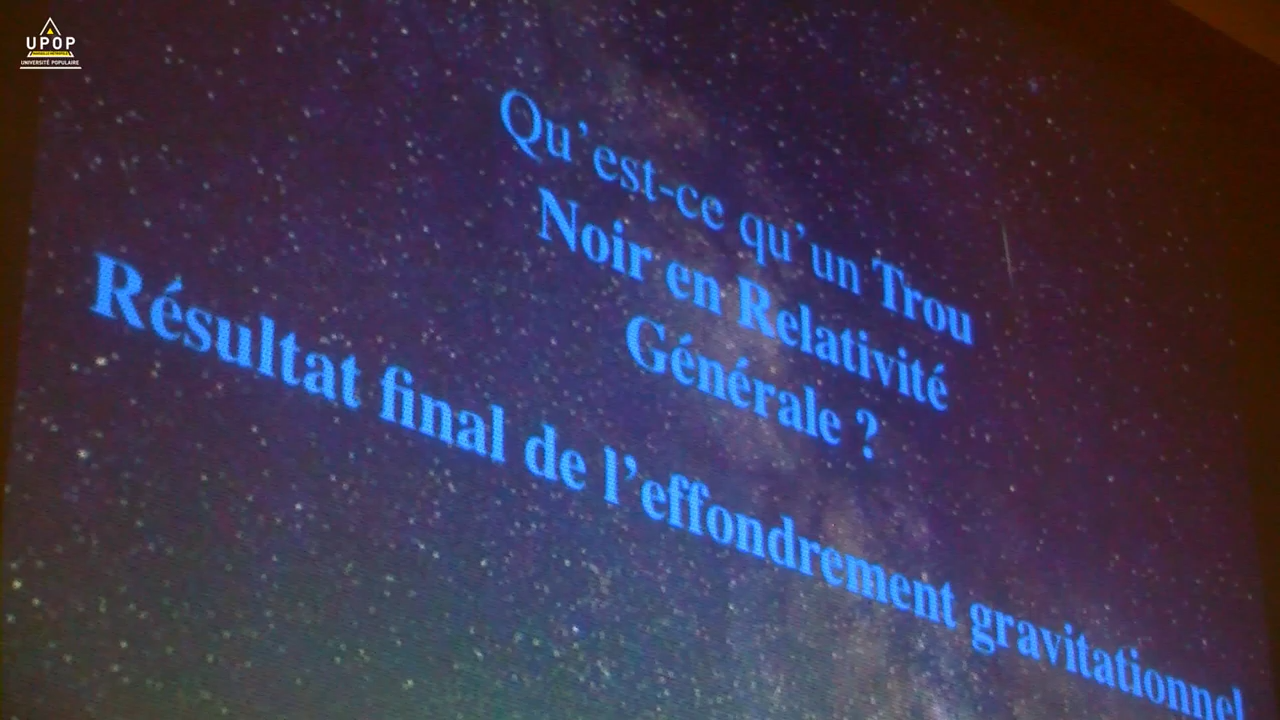 UPOP
UNIVERSITÉ POPULAIRE
Qu’est-ce qu’un Trou
Noir en Relativité
Générale ?
Résultat final de l’effondrement gravitationnel